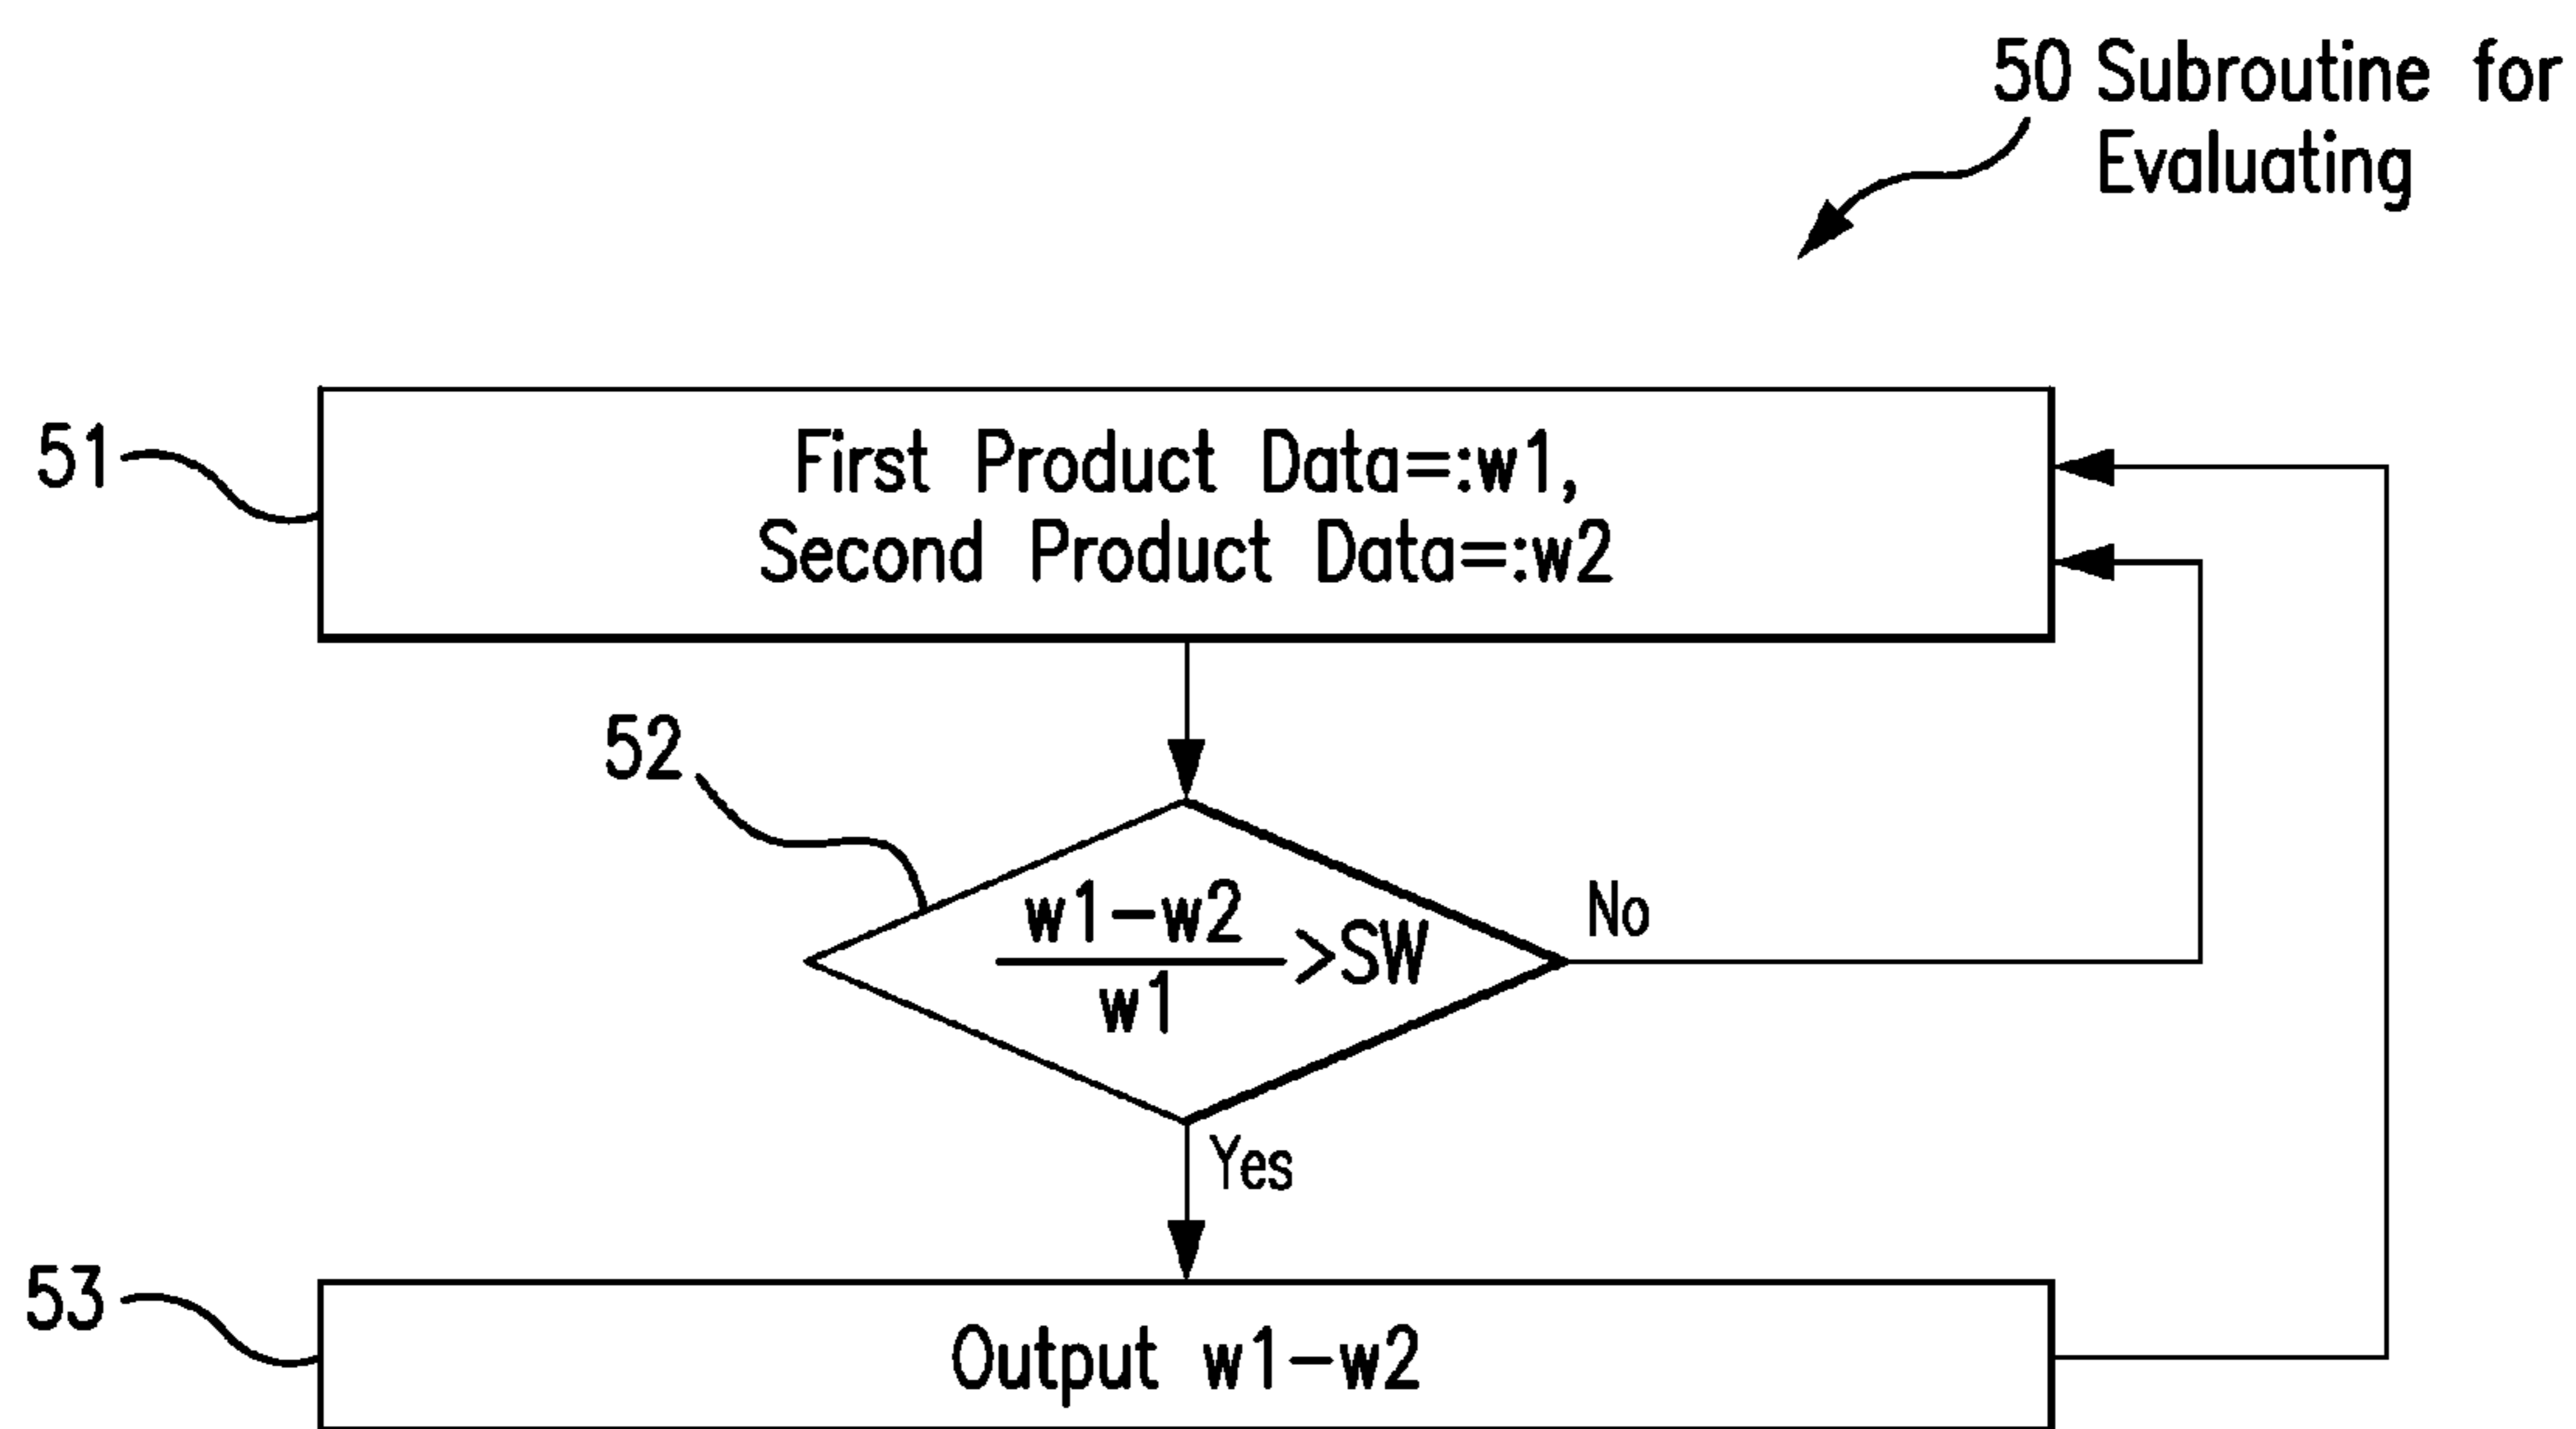 50 Subroutine for
Evaluating
51
First Product Data=:w1,
Second Product Data=:w2
52
w1-w2
>SW
w1
No
Yes
53
Output w1-w2